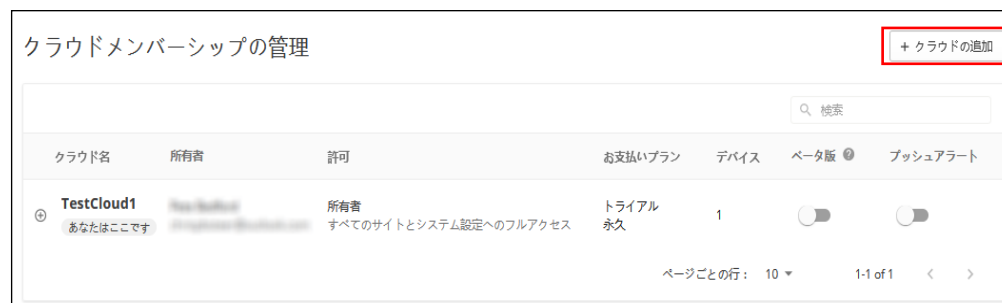 クラウドメンバーシップの管理
+ クラウドの追加
検索
クラウド名 所有者 許可 お支払いプラン デバイス ベータ版 プッシュアラート
TestCloud1 所有者 トライアル
あなたはここです すべてのサイトとシステム設定へのフルアクセス 永久 1
ページごとの行： 10 1-1 of 1